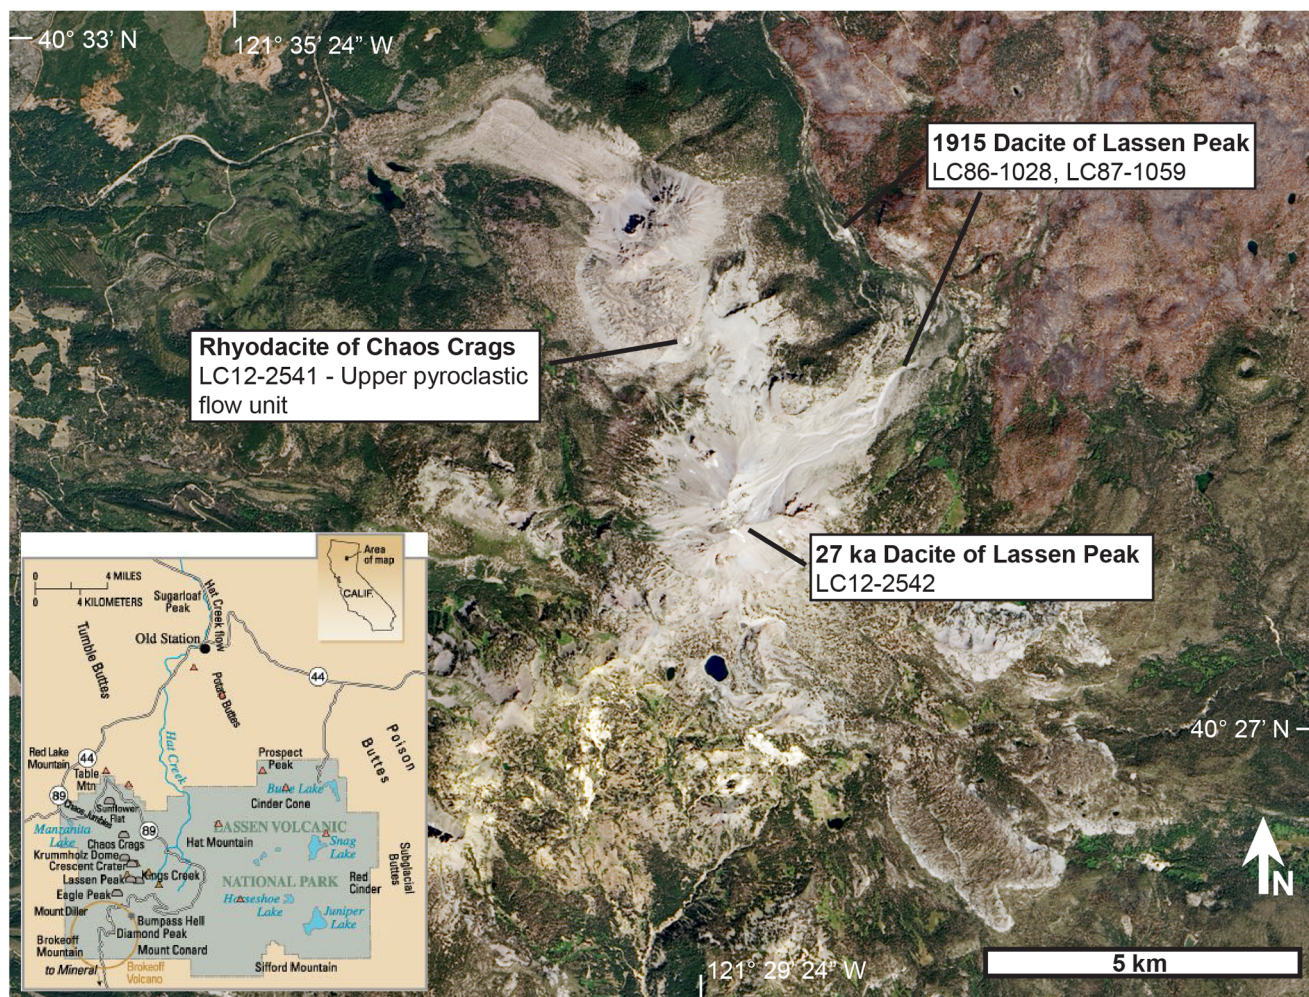 40° 33’ N
121° 35’ 24” W
1915 Dacite of Lassen Peak
LC86-1028, LC87-1059
Rhyodacite of Chaos Crags
LC12-2541 - Upper pyroclastic
flow unit
27 ka Dacite of Lassen Peak
LC12-2542
40° 27’ N
N
5 km
121° 29’ 24” W
0 4 MILES
0 4 KILOMETERS
Area
of map
CALIF.
Sugarloaf
Peak
Hat Creek flow
Old Station
Tumble Buttes
44
Potato Buttes
Poison
Buttes
Hat Creek
Red Lake
Mountain
44
Table
Mtn
Prospect
Peak
Butte Lake
Cinder Cone
89
Chaos Jumbles
Sunflower
Flat
89
Manzanita
Lake
Chaos Crags
LASSEN VOLCANIC
Hat Mountain
Snag
Lake
Krummholz Dome
Crescent Crater
Lassen Peak
Kings Creek
NATIONAL PARK
Red
Cinder
Subglacial
Buttes
Eagle Peak
Horseshoe
Lake
Mount Diller
Bumpass Hell
Diamond Peak
Juniper
Lake
Brokeoff
Mountain
Mount Conard
to Mineral
Brokeoff
Volcano
Sifford Mountain